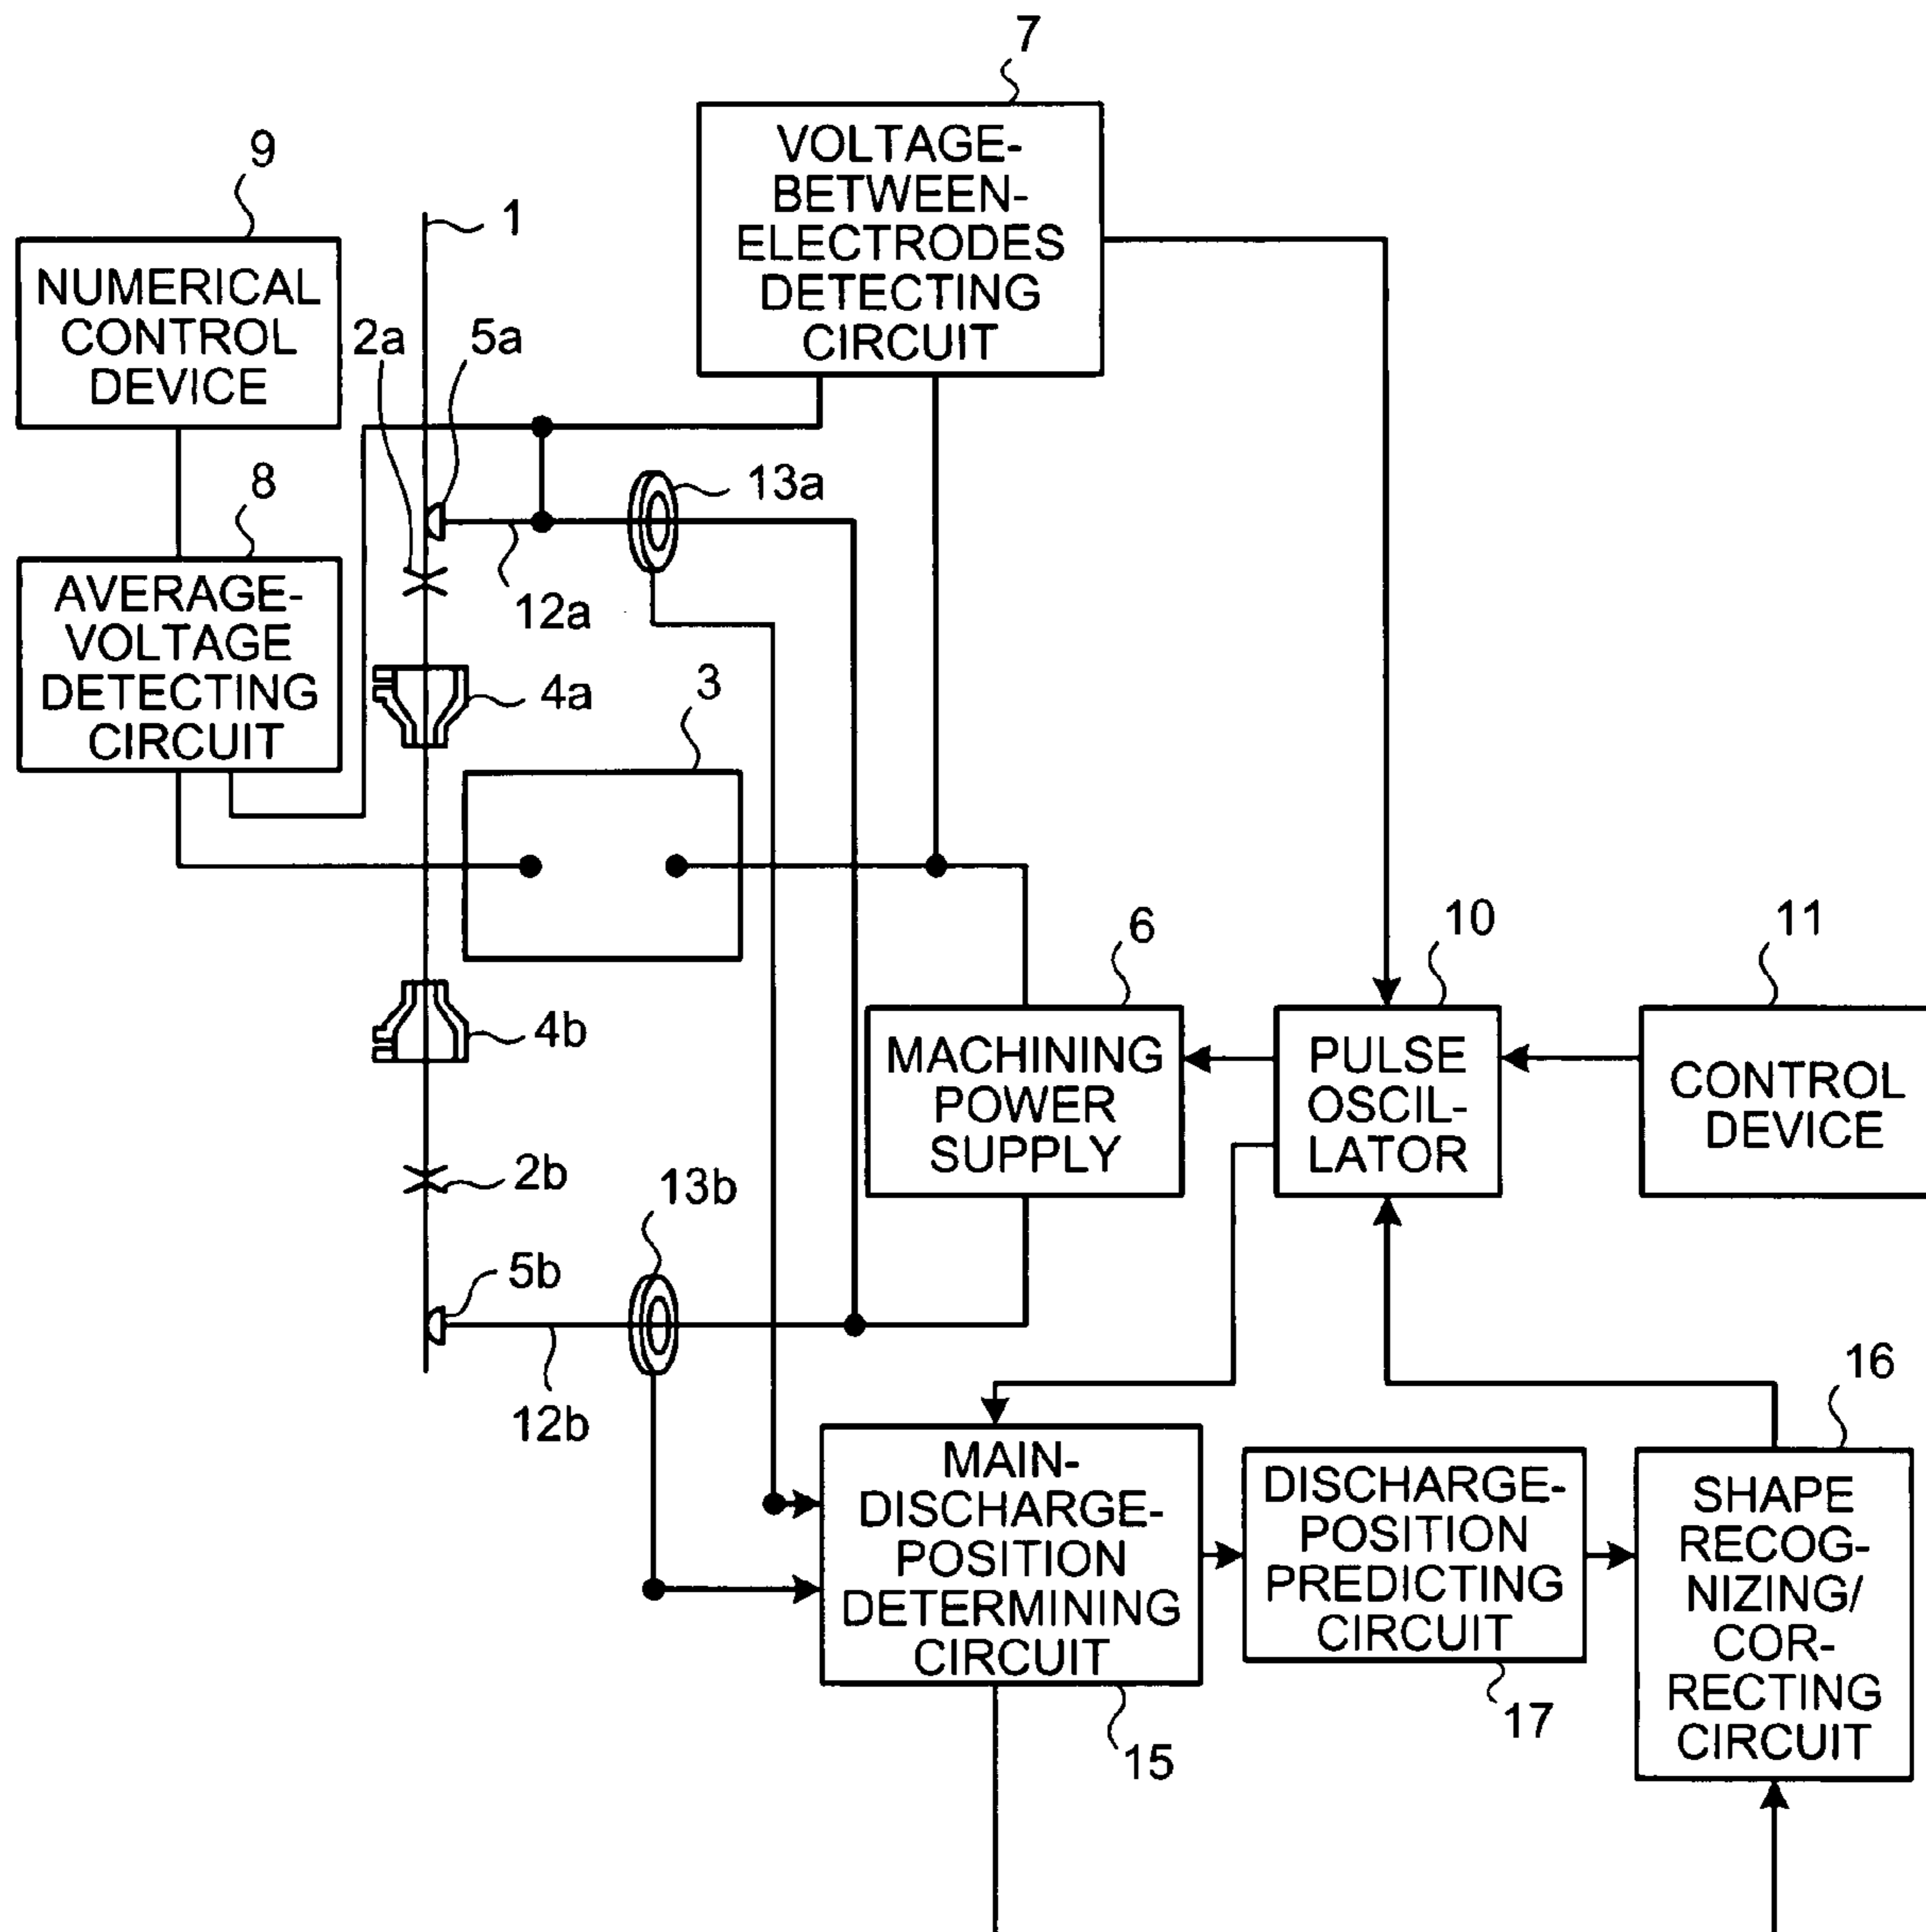 7
VOLTAGE-
BETWEEN-
ELECTRODES
DETECTING
CIRCUIT
9
NUMERICAL
CONTROL
DEVICE
1
2a
5a
8
AVERAGE-
VOLTAGE
DETECTING
CIRCUIT
13a
12a
4a
3
4b
6
MACHINING
POWER
SUPPLY
10
PULSE
OSCIL-
LATOR
11
CONTROL
DEVICE
2b
13b
5b
12b
MAIN-
DISCHARGE-
POSITION
DETERMINING
CIRCUIT
15
DISCHARGE-
POSITION
PREDICTING
CIRCUIT
17
16
SHAPE
RECOG-
NIZING/
COR-
RECTING
CIRCUIT